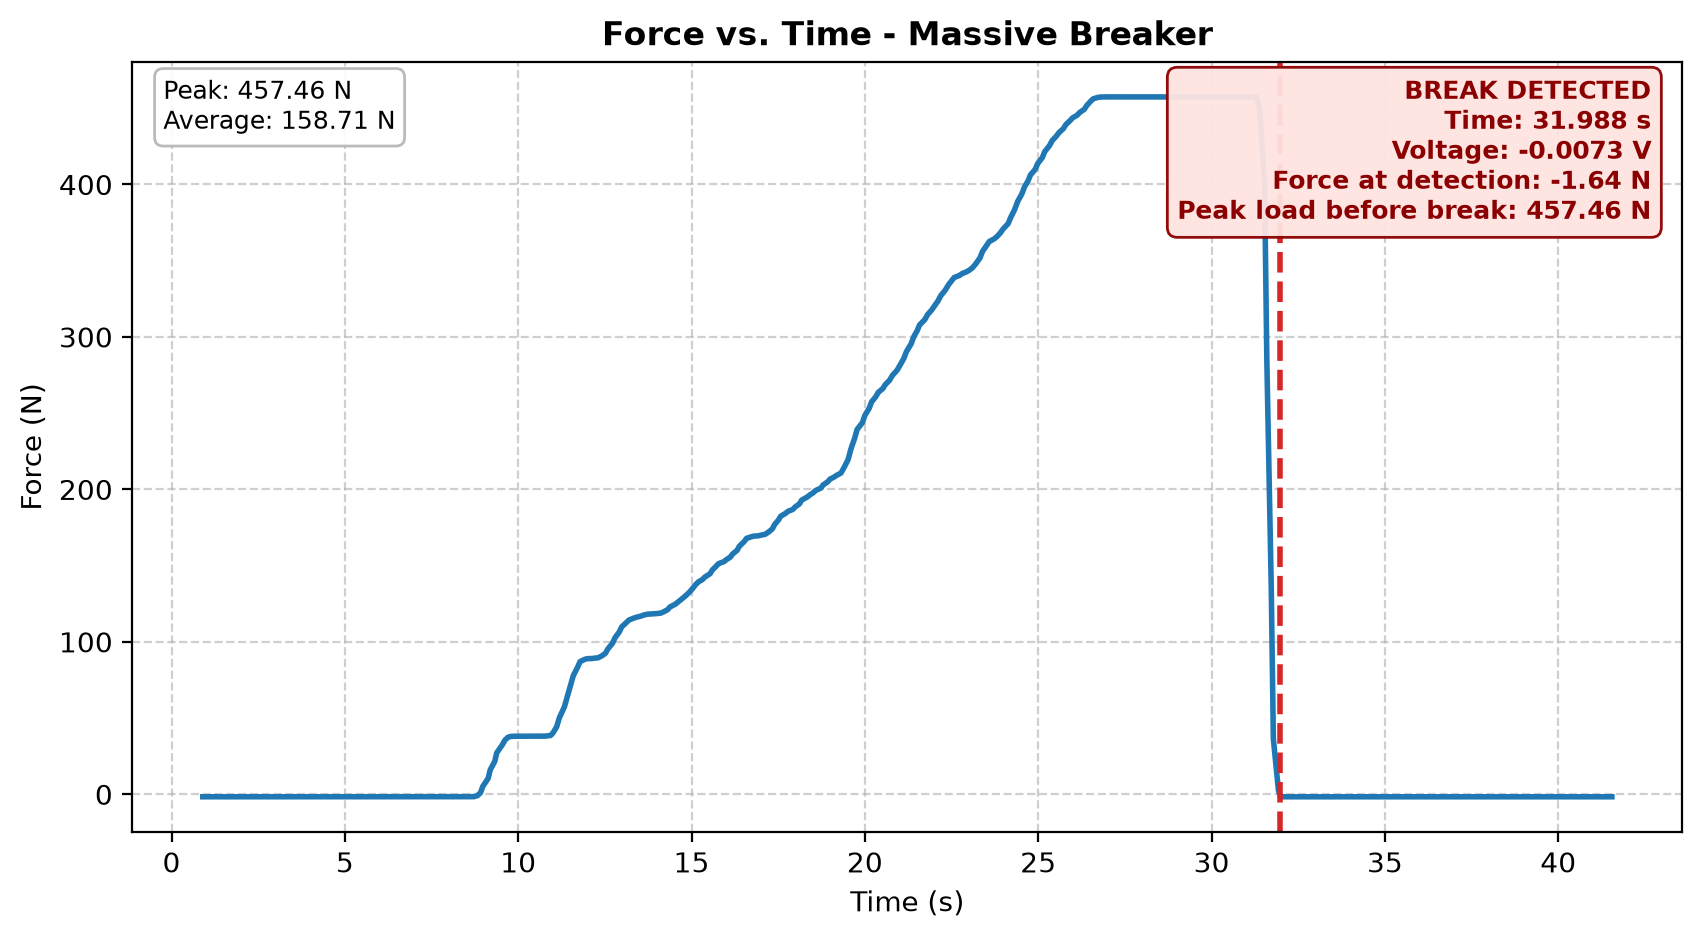 Force vs. Time - Massive Breaker
Peak: 457.46 N
Average: 158.71 N
BREAK DETECTED
Time: 31.988 s
Voltage: -0.0073 V
Force at detection: -1.64 N
Peak load before break: 457.46 N
Force (N)
400
300
200
100
0
0 5 10 15 20 25 30 35 40
Time (s)